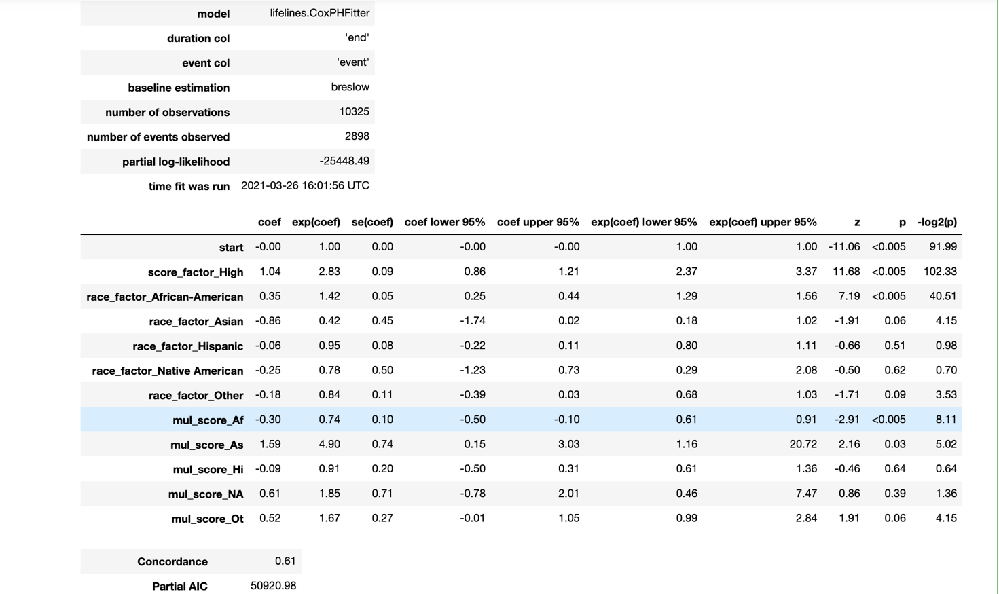 model lifelines.CoxPHFitter
duration col 'end'
event col 'event'
baseline estimation breslow
number of observations 10325
number of events observed 2898
partial log-likelihood -25448.49
time fit was run 2021-03-26 16:01:56 UTC
coef exp(coef) se(coef) coef lower 95% coef upper 95% exp(coef) lower 95% exp(coef) upper 95% z p -log2(p)
start -0.00 1.00 0.00 -0.00 -0.00 1.00 1.00 -11.06 <0.005 91.99
score_factor_High 1.04 2.83 0.09 0.86 1.21 2.37 3.37 11.68 <0.005 102.33
race_factor_African-American 0.35 1.42 0.05 0.25 0.44 1.29 1.56 7.19 <0.005 40.51
race_factor_Asian -0.86 0.42 0.45 -1.74 0.02 0.18 1.02 -1.91 0.06 4.15
race_factor_Hispanic -0.06 0.95 0.08 -0.22 0.11 0.80 1.11 -0.66 0.51 0.98
race_factor_Native American -0.25 0.78 0.50 -1.23 0.73 0.29 2.08 -0.50 0.62 0.70
race_factor_Other -0.18 0.84 0.11 -0.39 0.03 0.68 1.03 -1.71 0.09 3.53
mul_score_Af -0.30 0.74 0.10 -0.50 -0.10 0.61 0.91 -2.91 <0.005 8.11
mul_score_As 1.59 4.90 0.74 0.15 3.03 1.16 20.72 2.16 0.03 5.02
mul_score_Hi -0.09 0.91 0.20 -0.50 0.31 0.61 1.36 -0.46 0.64 0.64
mul_score_NA 0.61 1.85 0.71 -0.78 2.01 0.46 7.47 0.86 0.39 1.36
mul_score_Ot 0.52 1.67 0.27 -0.01 1.05 0.99 2.84 1.91 0.06 4.15
Concordance 0.61
Partial AIC 50920.98